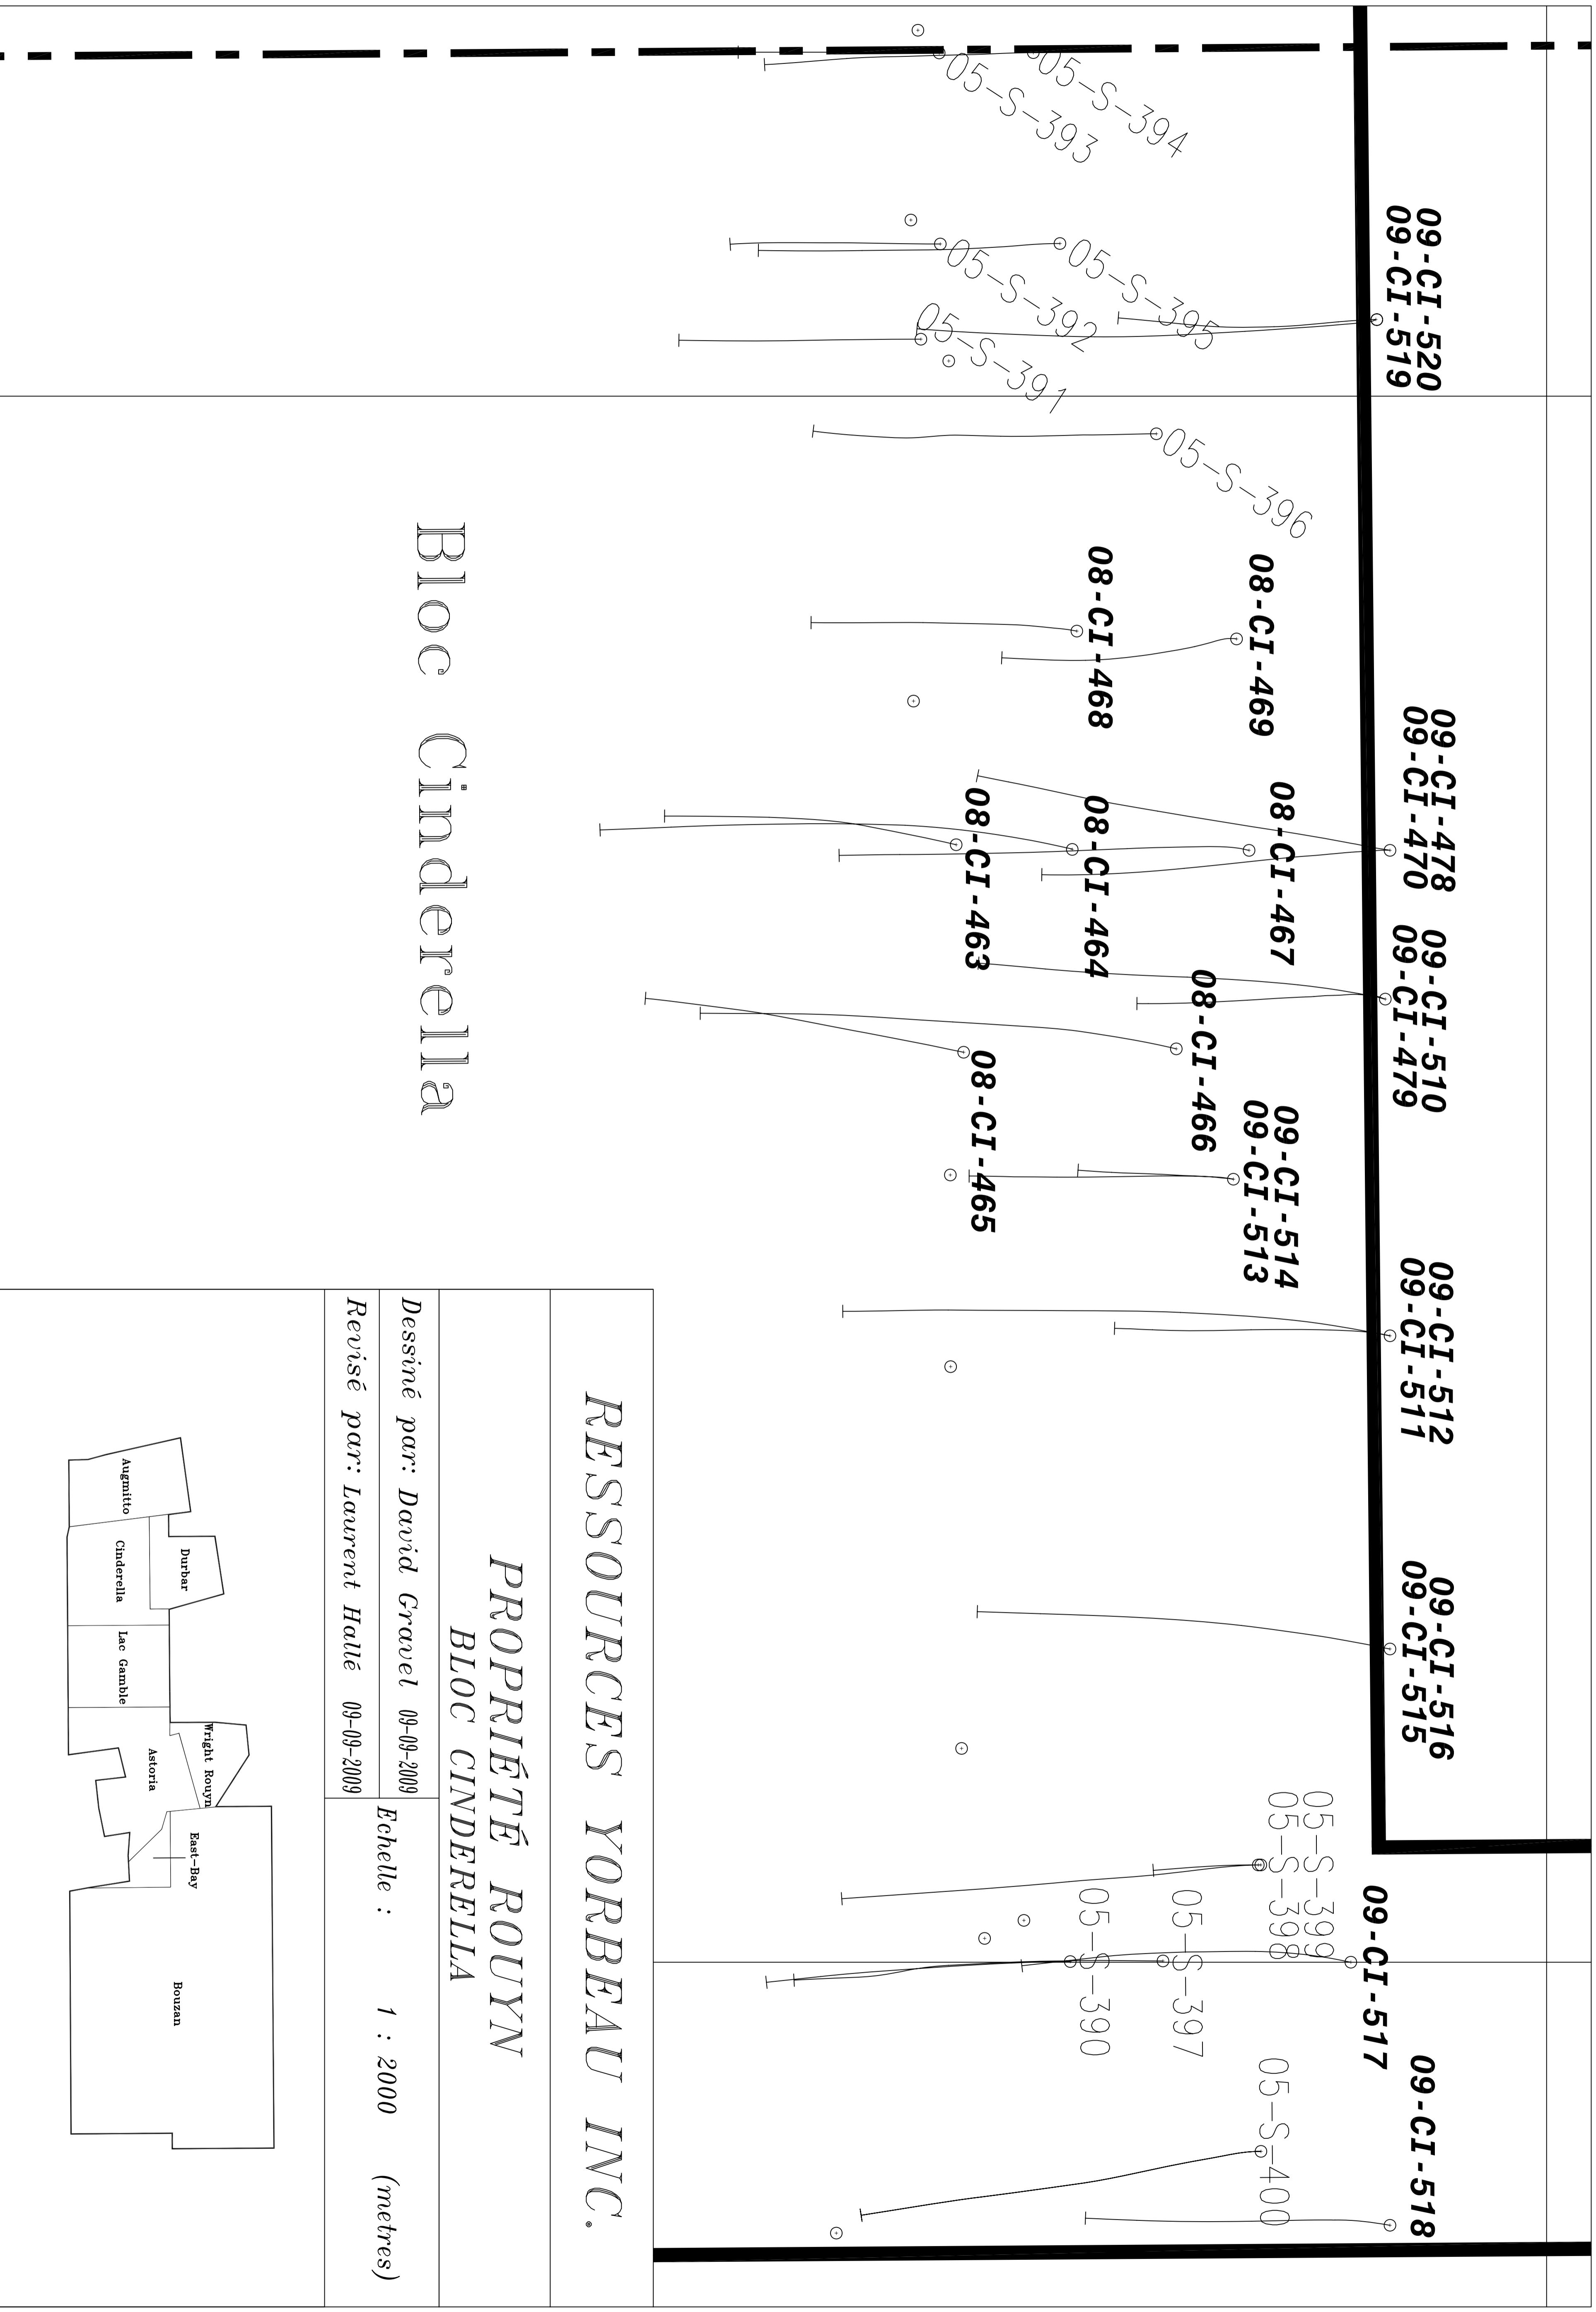 09-CI-520
09-CI-519
09-CI-478
09-CI-470
09-CI-510
09-CI-479
09-CI-512
09-CI-511
09-CI-516
09-CI-515
09-CI-518
09-CI-517
05-S-399
05-S-398
09-CI-514
09-CI-513
08-CI-467
08-CI-469
05-S-396
05-S-395
05-S-394
05-S-393
05-S-392
05-S-391
08-CI-468
08-CI-466
08-CI-464
08-CI-463
08-CI-465
05-S-400
05-S-397
05-S-390
Bloc Cinderella
RESSOURCES YORBEAU INC.
PROPRIÉTÉ ROUYN
BLOC CINDERELLA
Dessiné par: David Gravel 09-09-2009
Revisé par: Laurent Hallé 09-09-2009
Echelle : 1 : 2000 (metres)
Augmitto
Durbar
Cinderella
Lac Gamble
Wright Rouyn
Astoria
East-Bay
Bouzan